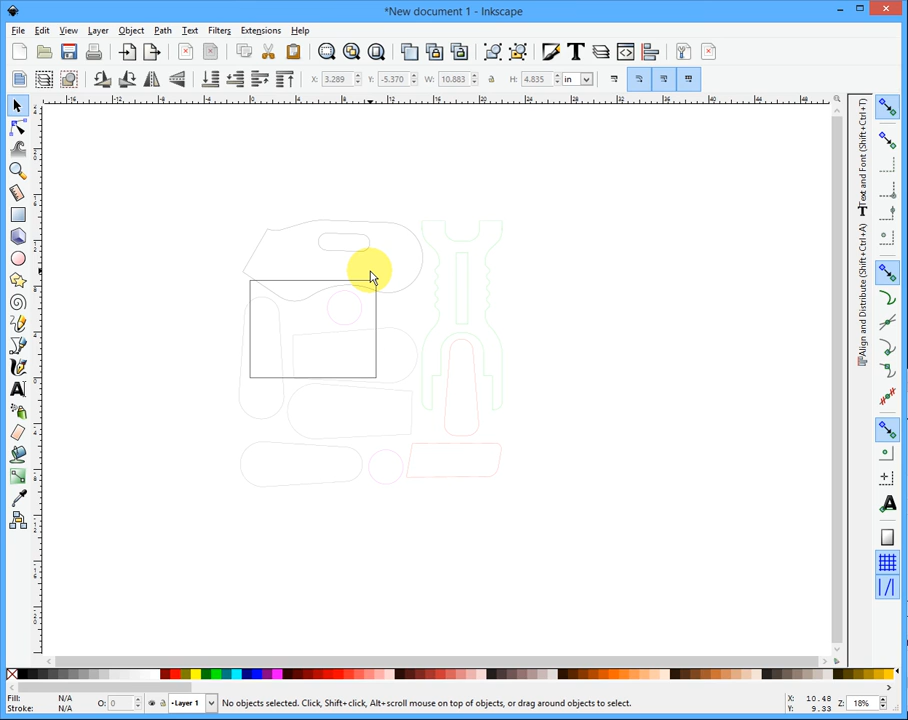 *New document 1 - Inkscape
File Edit View Layer Object Path Text Filters Extensions Help
X: 3.289 Y: -5.370 W: 10.883 H: 4.835 in
Text and Font (Shift+Ctrl+T)
Align and Distribute (Shift+Ctrl+A)
Fill: N/A
Stroke: N/A
O: 0
Layer 1
No objects selected. Click, Shift+click, Alt+scroll mouse on top of objects, or drag around objects to select.
X: 10.48
Y: 9.33
Z: 18%